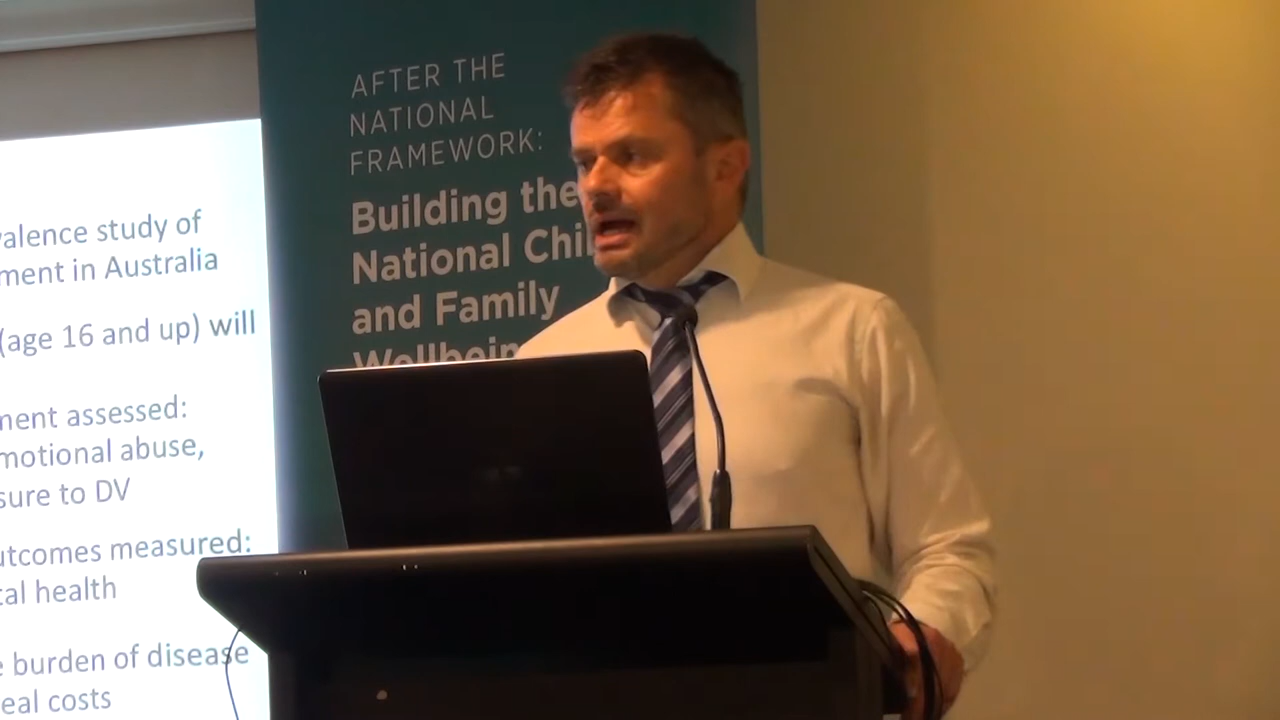 AFTER THE
NATIONAL
FRAMEWORK:
Building the
National Chi
and Family
Wellbein
valence study of
ment in Australia
(age 16 and up) will
ment assessed:
motional abuse,
sure to DV
utcomes measured:
tal health
e burden of disease
eal costs